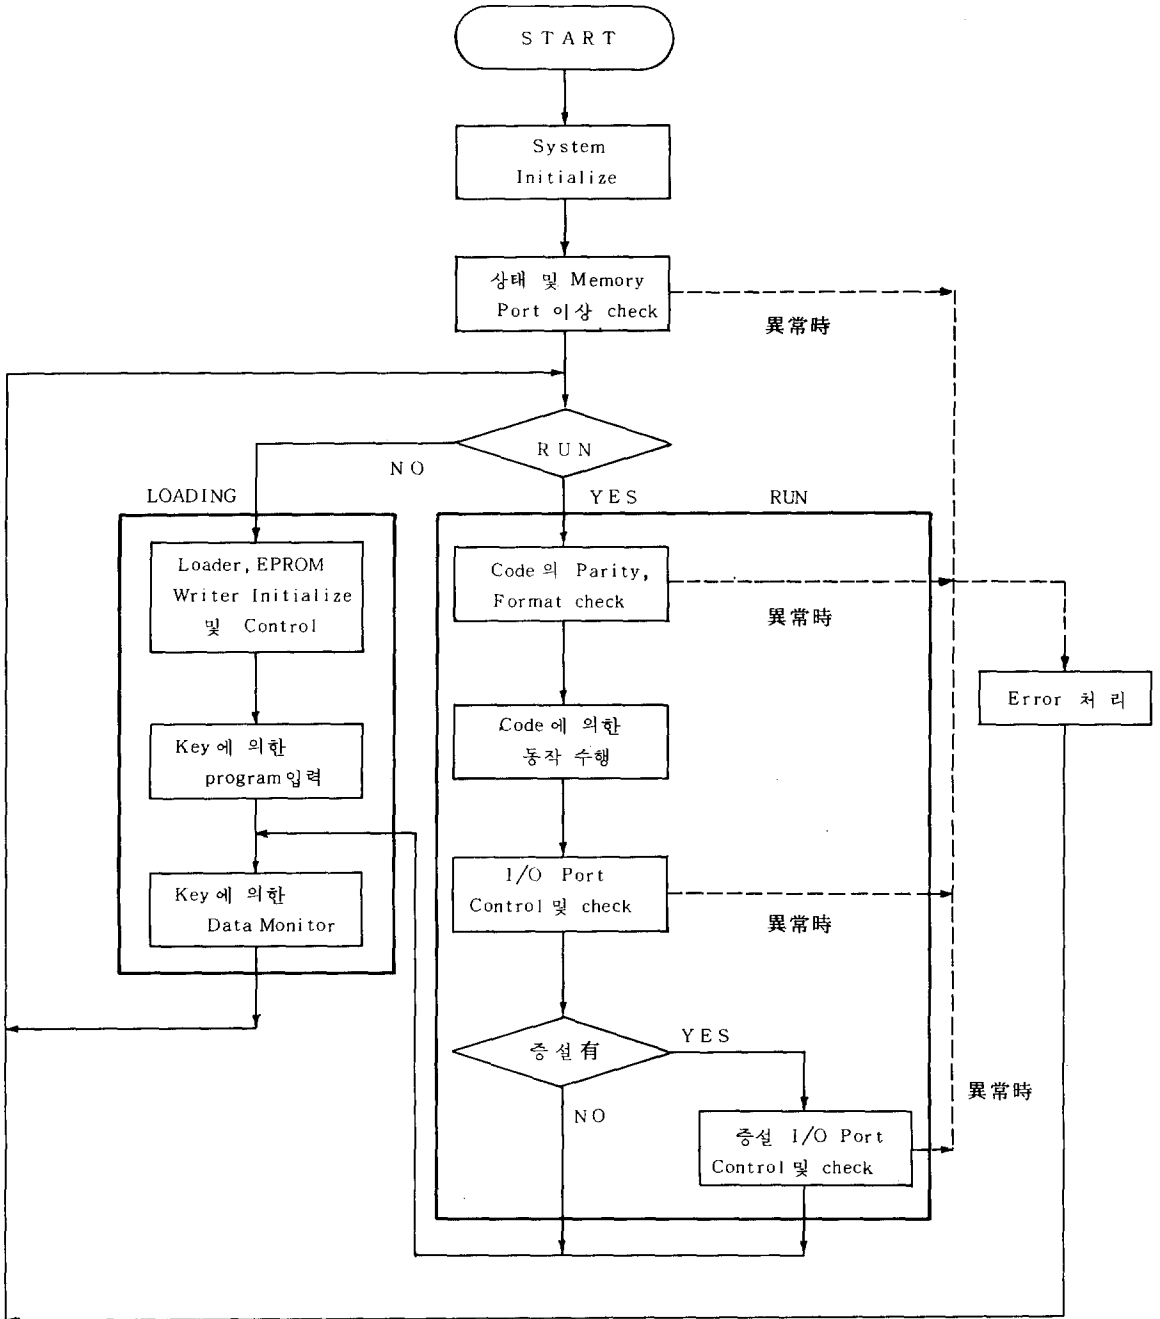 START
System
Initialize
상태 및 Memory
Port 이상 check
異常時
RUN
NO
YES
LOADING
RUN
Loader, EPROM
Writer Initialize
및 Control
Code의 Parity,
Format check
異常時
Error 처리
Key에 의한
program입력
Code에 의한
동작 수행
Key에 의한
Data Monitor
I/O Port
Control 및 check
異常時
증설有
YES
NO
異常時
증설 I/O Port
Control 및 check